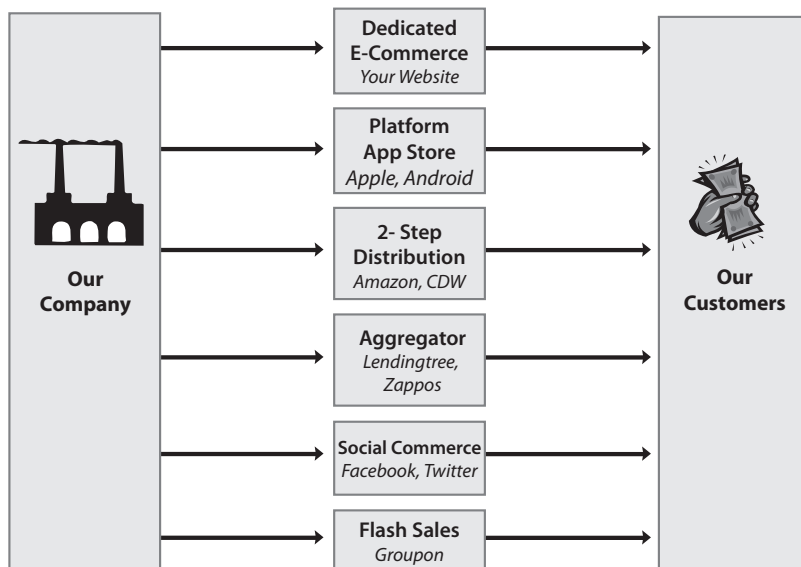 Our
Company
Dedicated
E-Commerce
Your Website
Platform
App Store
Apple, Android
2- Step
Distribution
Amazon, CDW
Aggregator
Lendingtree,
Zappos
Social Commerce
Facebook, Twitter
Flash Sales
Groupon
Our
Customers